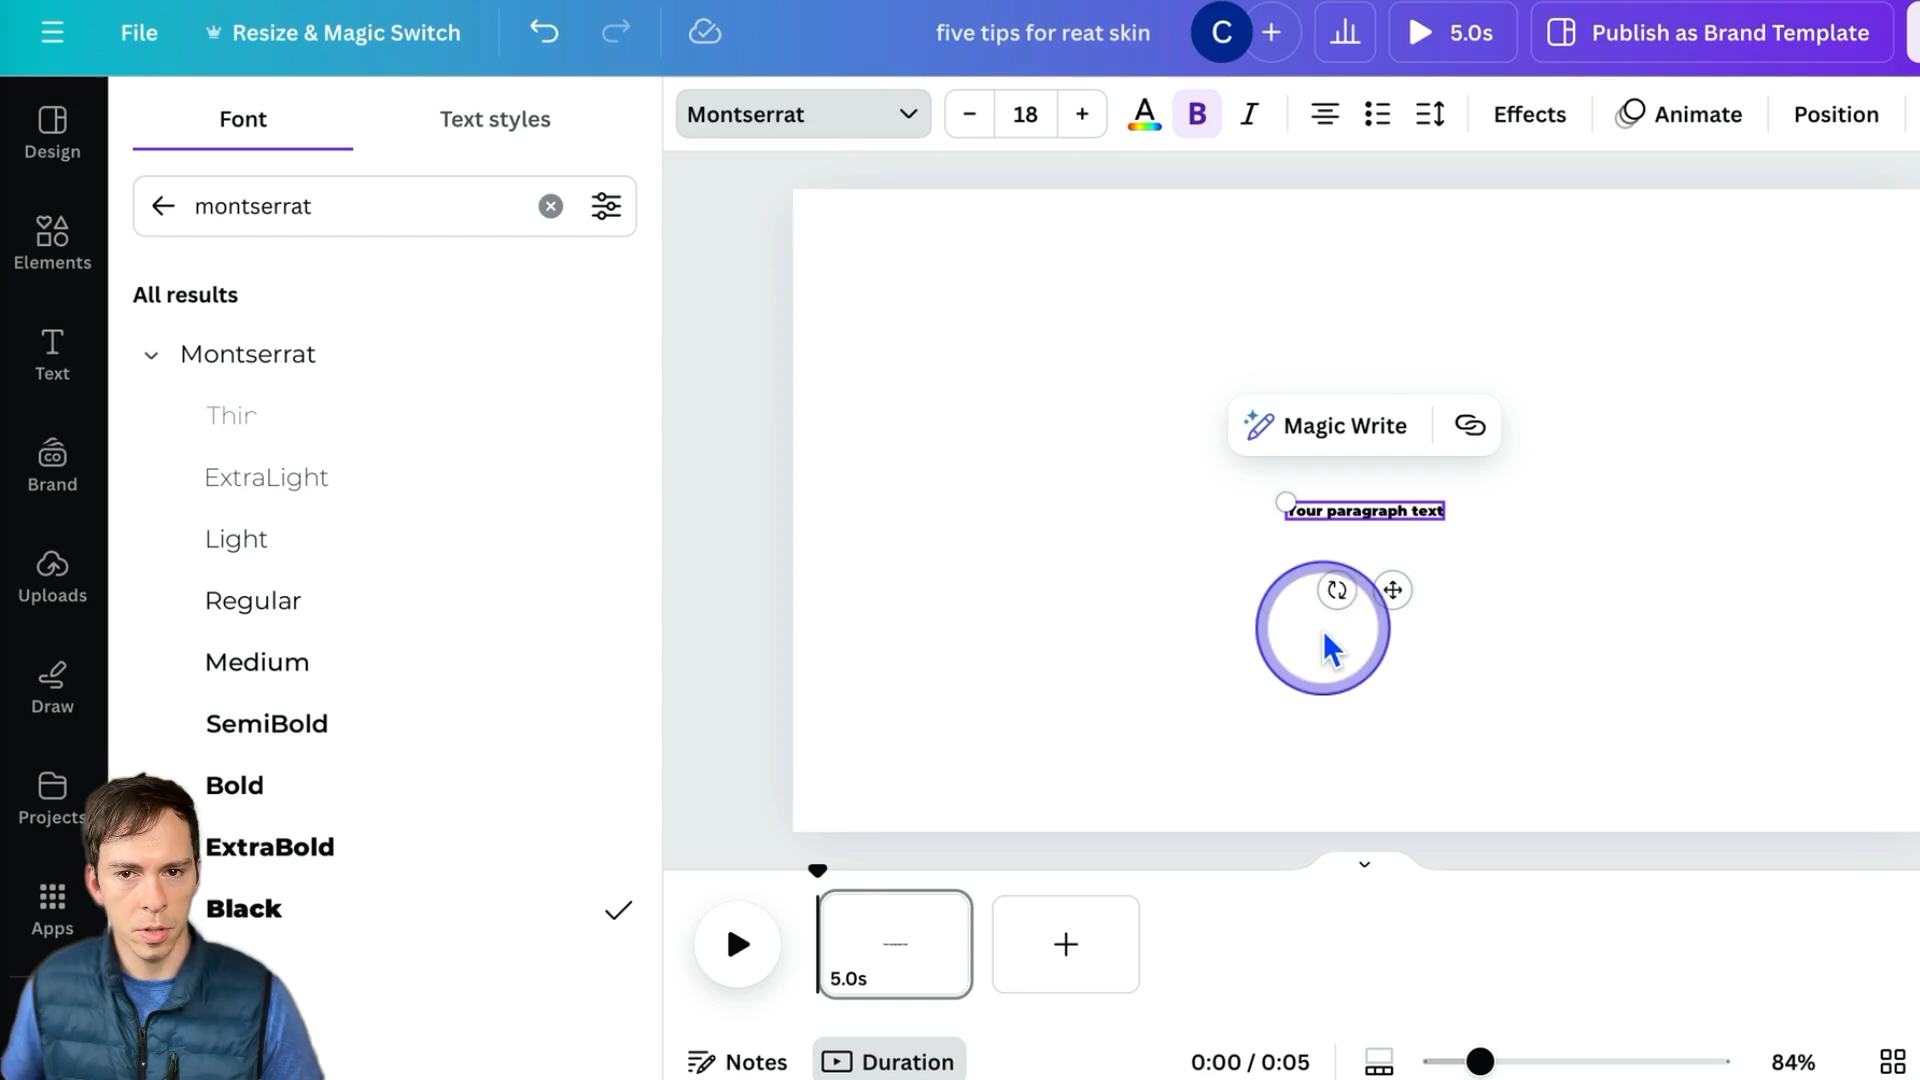 File
Resize & Magic Switch
five tips for reat skin
C
5.0s
Publish as Brand Template
Design
Elements
Text
Brand
CO
Uploads
Draw
Projects
Apps
Font
Text styles
montserrat
All results
Montserrat
Thin
ExtraLight
Light
Regular
Medium
SemiBold
Bold
ExtraBold
Black
Montserrat
18
A
B
I
Effects
Animate
Position
Magic Write
Your paragraph text
5.0s
Notes
Duration
0:00 / 0:05
84%